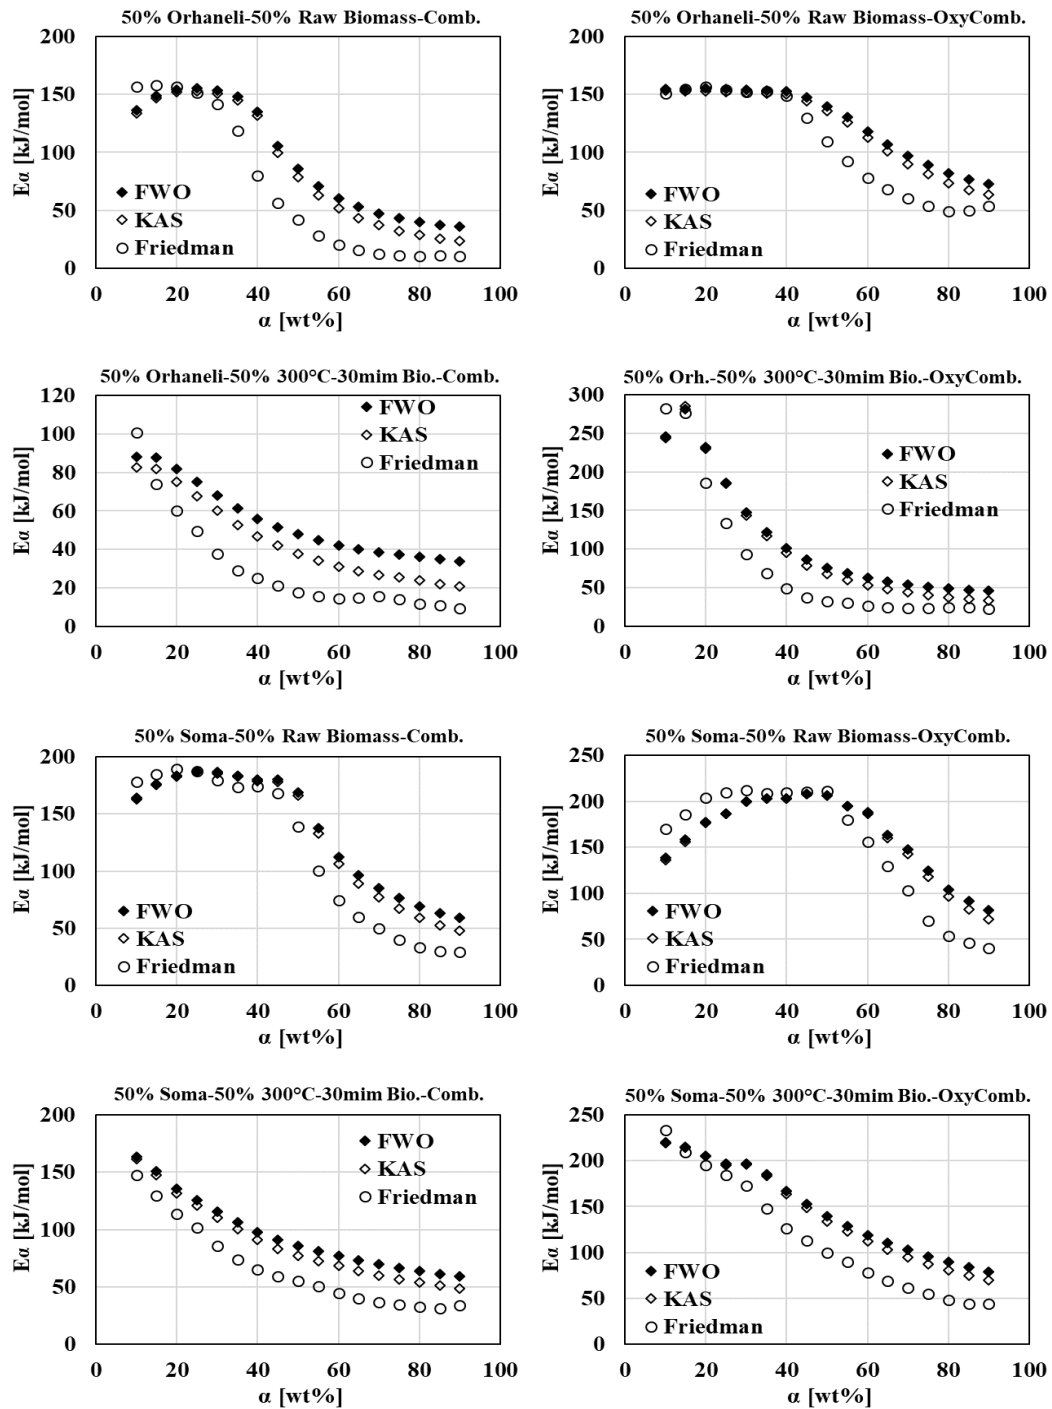 50% Orhaneli-50% Raw Biomass-Comb.
200
150
100
50
0
Eα [kJ/mol]
FWO
KAS
Friedman
0 20 40 60 80 100
α [wt%]
50% Orhaneli-50% Raw Biomass-OxyComb.
200
150
100
50
0
Eα [kJ/mol]
FWO
KAS
Friedman
0 20 40 60 80 100
α [wt%]
50% Orhaneli-50% 300°C-30mim Bio.-Comb.
120
100
80
60
40
20
0
Eα [kJ/mol]
FWO
KAS
Friedman
0 20 40 60 80 100
α [wt%]
50% Orh.-50% 300°C-30mim Bio.-OxyComb.
300
250
200
150
100
50
0
Eα [kJ/mol]
FWO
KAS
Friedman
0 20 40 60 80 100
α [wt%]
50% Soma-50% Raw Biomass-Comb.
200
150
100
50
0
Eα [kJ/mol]
FWO
KAS
Friedman
0 20 40 60 80 100
α [wt%]
50% Soma-50% Raw Biomass-OxyComb.
250
200
150
100
50
0
Eα [kJ/mol]
FWO
KAS
Friedman
0 20 40 60 80 100
α [wt%]
50% Soma-50% 300°C-30mim Bio.-Comb.
200
150
100
50
0
Eα [kJ/mol]
FWO
KAS
Friedman
0 20 40 60 80 100
α [wt%]
50% Soma-50% 300°C-30mim Bio.-OxyComb.
250
200
150
100
50
0
Eα [kJ/mol]
FWO
KAS
Friedman
0 20 40 60 80 100
α [wt%]